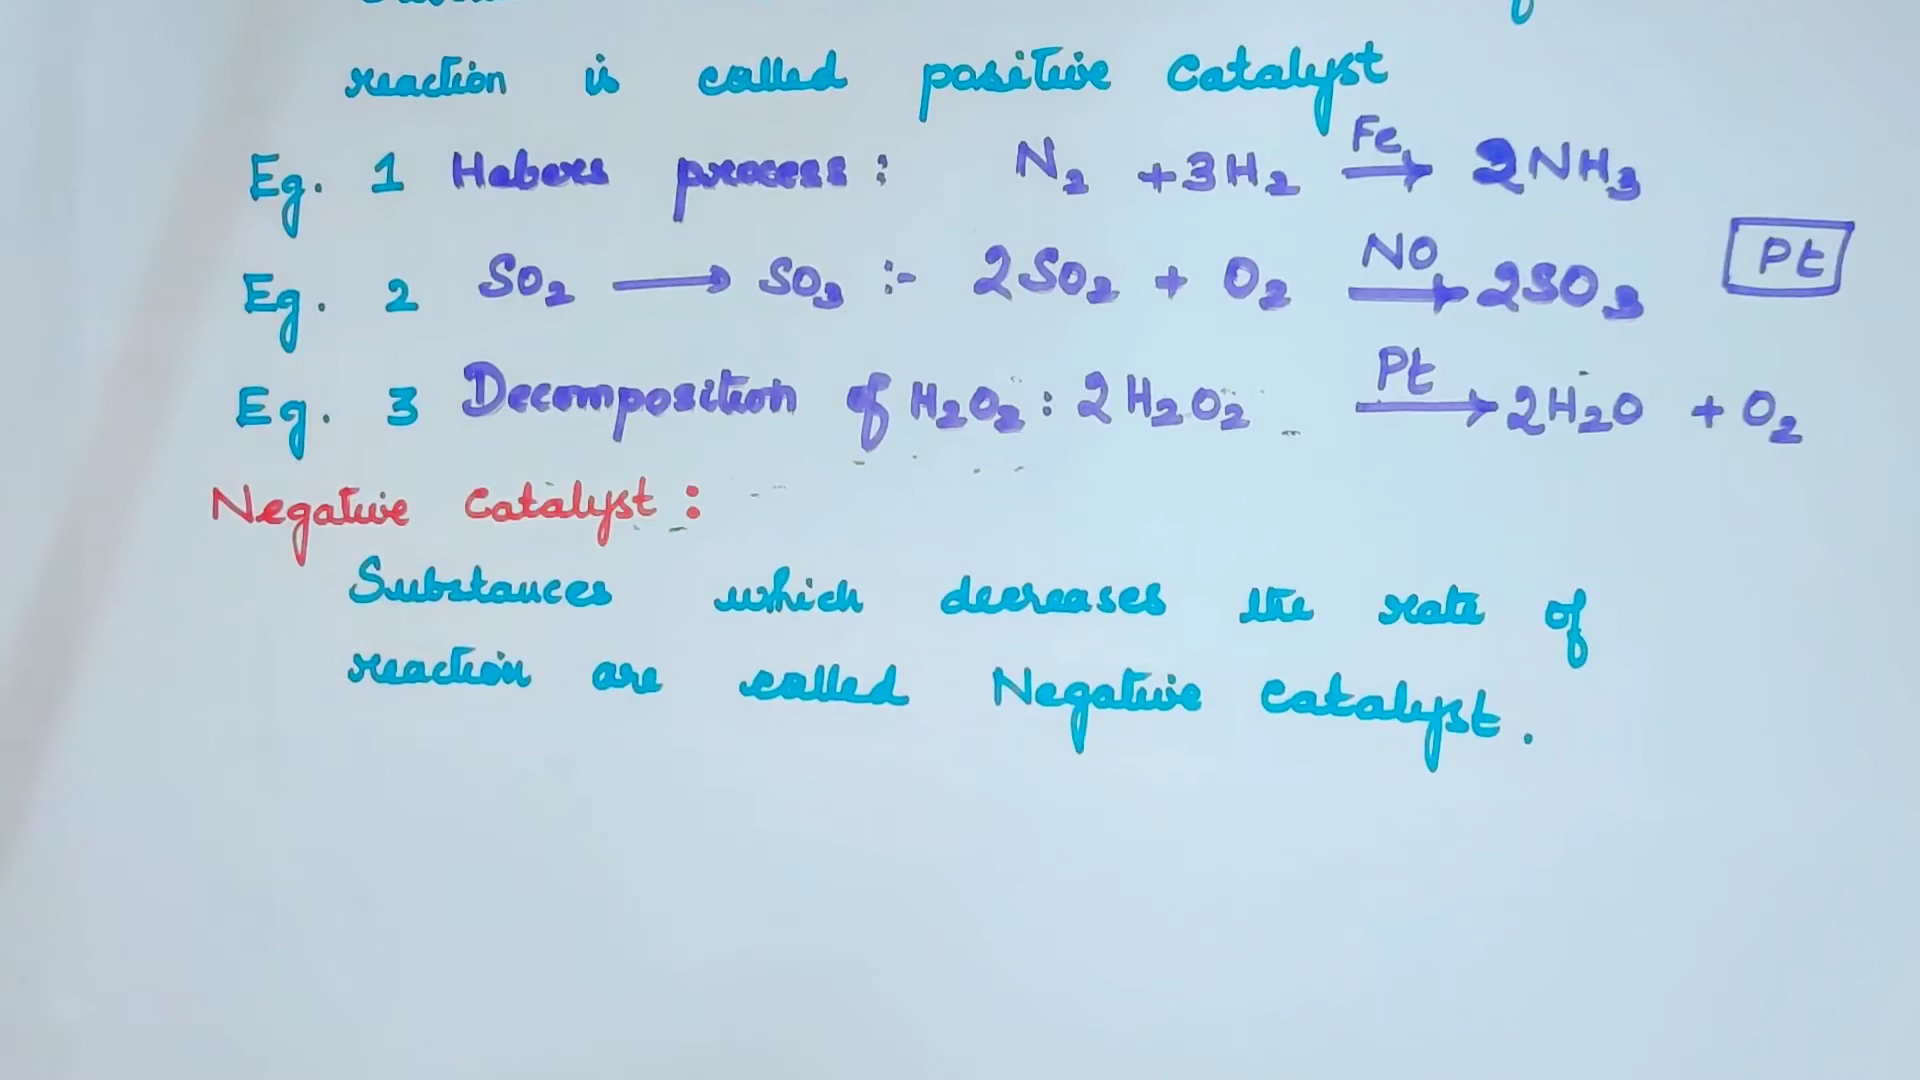 reaction is called positive Catalyst
Eg. 1 Habers process : N₂ +3H₂ Fe→ 2NH₃
Eg. 2 SO₂ → SO₃ :- 2SO₂ + O₂ NO→ 2SO₃ Pt
Eg. 3 Decomposition of H₂O₂ : 2H₂O₂ Pt→ 2H₂O + O₂
Negative Catalyst :
Substances which decreases the rate of
reaction are called Negative Catalyst.